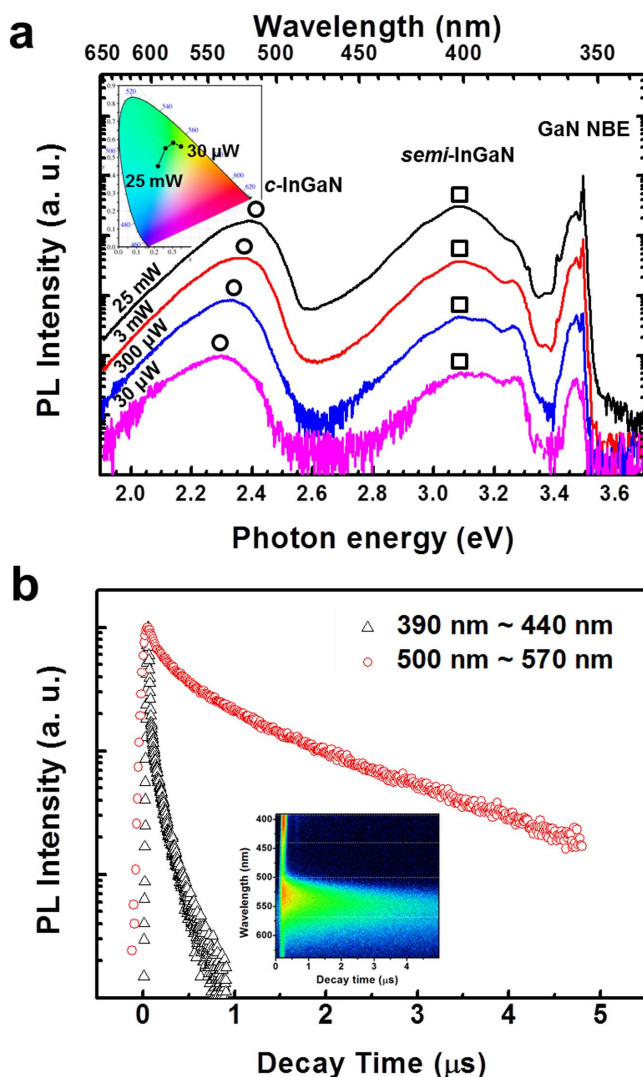 a
Wavelength (nm)
650 600 550 500 450 400 350
PL Intensity (a. u.)
GaN NBE
semi-InGaN
c-InGaN
30 µW
25 mW
25 mW
3 mW
300 µW
30 µW
2.0 2.2 2.4 2.6 2.8 3.0 3.2 3.4 3.6
Photon energy (eV)
b
390 nm ~ 440 nm
500 nm ~ 570 nm
PL Intensity (a. u.)
Wavelength (nm)
400
450
500
550
600
0 1 2 3 4
Decay time (µs)
0 1 2 3 4 5
Decay Time (µs)